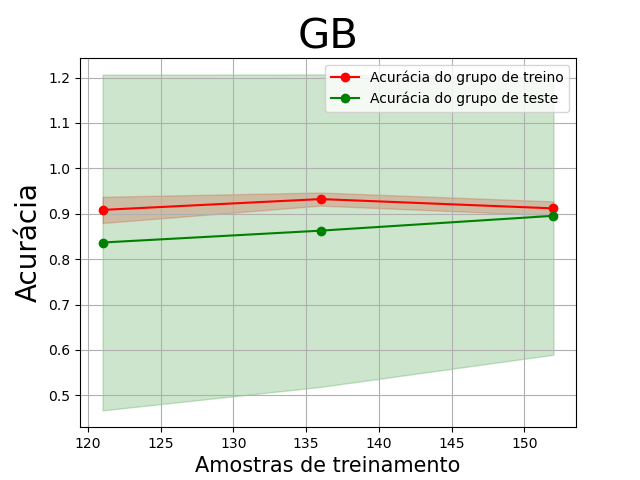 GB
Acurácia do grupo de treino
Acurácia do grupo de teste
1.2
1.1
1.0
0.9
0.8
0.7
0.6
0.5
Acurácia
120 125 130 135 140 145 150
Amostras de treinamento